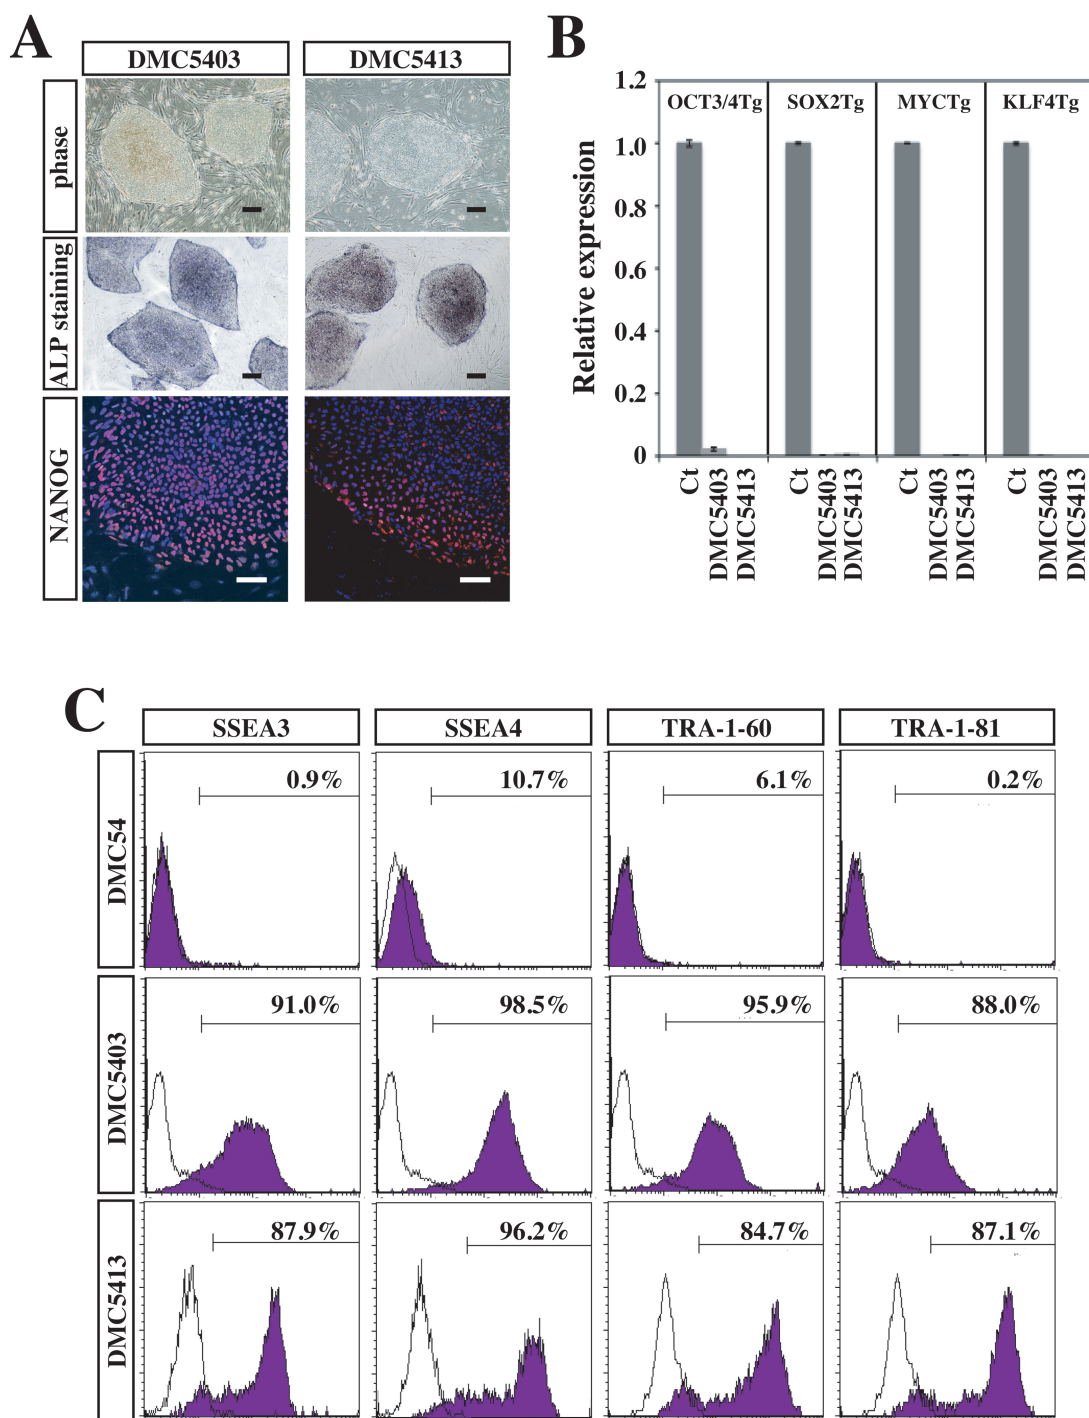 A
DMC5403
DMC5413
phase
ALP staining
NANOG
B
Relative expression
1.2
1.0
0.8
0.6
0.4
0.2
0
OCT3/4Tg
SOX2Tg
MYCTg
KLF4Tg
Ct
DMC5403
DMC5413
Ct
DMC5403
DMC5413
Ct
DMC5403
DMC5413
Ct
DMC5403
DMC5413
C
SSEA3
SSEA4
TRA-1-60
TRA-1-81
DMC54
0.9%
10.7%
6.1%
0.2%
DMC5403
91.0%
98.5%
95.9%
88.0%
DMC5413
87.9%
96.2%
84.7%
87.1%